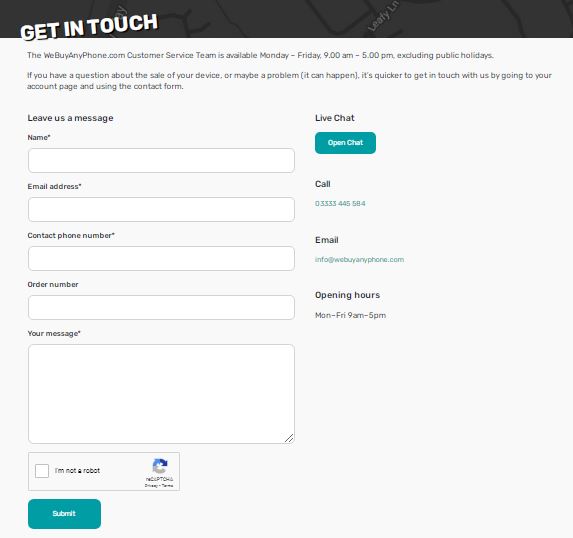 Leafy Ln
GET IN TOUCH
The WeBuyAnyPhone.com Customer Service Team is available Monday – Friday, 9.00 am – 5.00 pm, excluding public holidays.
If you have a question about the sale of your device, or maybe a problem (it can happen), it's quicker to get in touch with us by going to your
account page and using the contact form.
Leave us a message
Name*
Email address*
Contact phone number*
Order number
Your message*
I'm not a robot
reCAPTCHA
Privacy - Terms
Submit
Live Chat
Open Chat
Call
03333 445 584
Email
info@webuyanyphone.com
Opening hours
Mon–Fri 9am–5pm